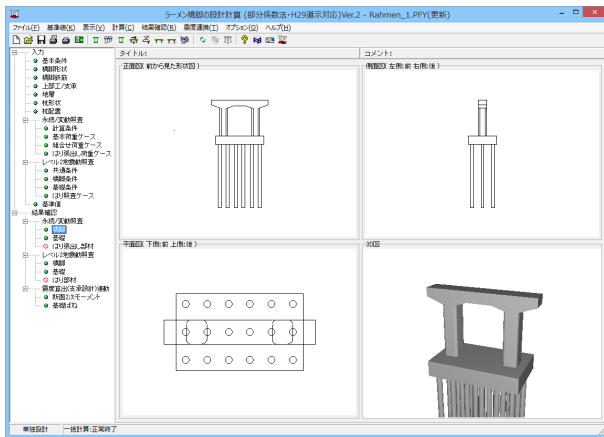 ラーメン橋脚の設計計算 (部分係数法・H29道示対応)Ver.2 - Rahmen_1.PFY(更新)
ファイル(F) 基準値(K) 表示(V) 計算(C) 結果確認(R) 震度連携(T) オプション(O) ヘルプ(H)
入力
基本条件
橋脚形状
橋脚鉄筋
上部工/支承
地層
杭形状
杭配置
永続/変動照査
計算条件
基本荷重ケース
組合せ荷重ケース
はり張出し荷重ケース
レベル2地震動照査
共通条件
橋脚条件
基礎条件
はり照査ケース
基準値
結果確認
永続/変動照査
橋脚
基礎
はり張出し部材
レベル2地震動照査
橋脚
基礎
はり部材
震度算出(支承設計)連動
断面2次モーメント
基礎ばね
タイトル:
コメント:
正面図( 前から見た形状図 )
側面図( 左側:前 右側:後 )
平面図( 下側:前 上側:後 )
3D図
単独設計
一括計算:正常終了